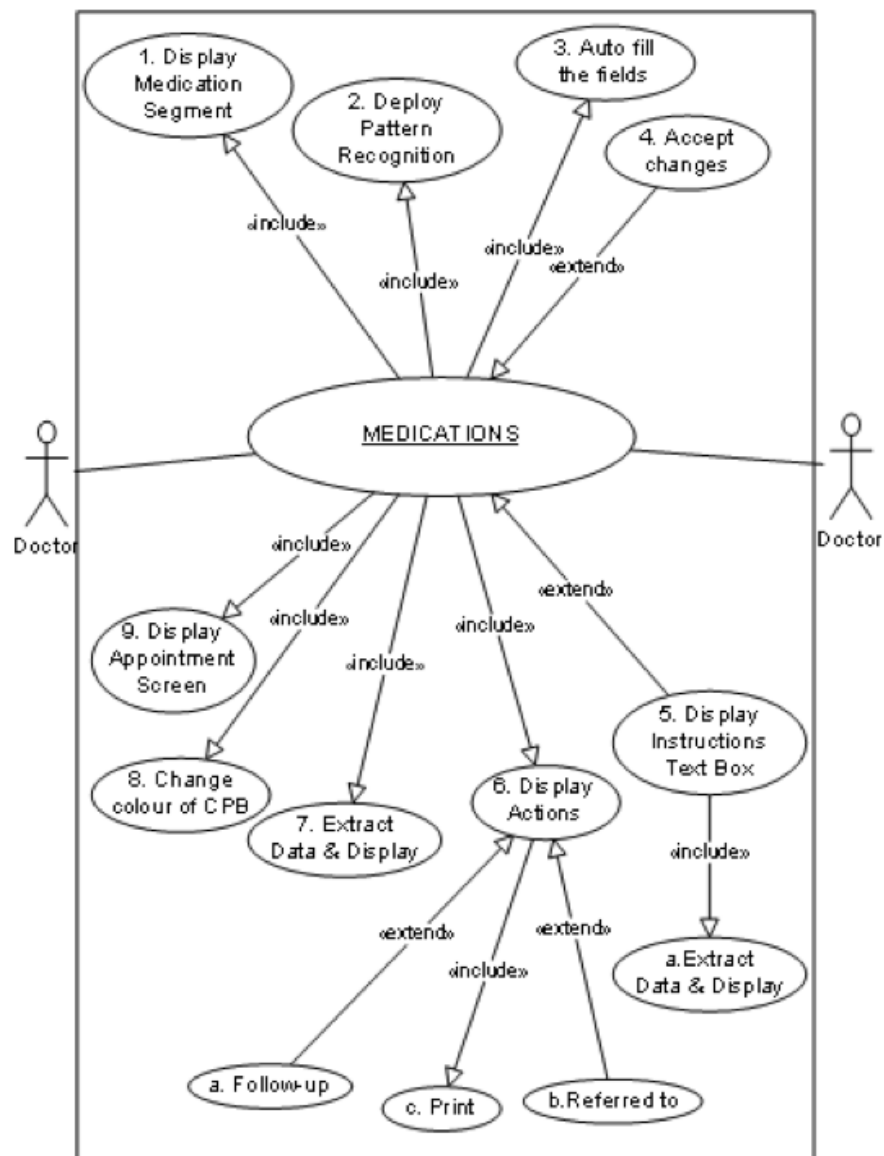 1. Display
Medication
Segment
2. Deploy
Pattern
Recognition
3. Auto fill
the fields
4. Accept
changes
«include»
«include»
«include»
«extend»
MEDICATIONS
Doctor
Doctor
«include»
«include»
«include»
«include»
«extend»
9. Display
Appointment
Screen
8. Change
colour of CPB
7. Extract
Data & Display
6. Display
Actions
5. Display
Instructions
Text Box
«include»
«extend»
«include»
«extend»
a.Extract
Data & Display
a. Follow-up
c. Print
b.Referred to